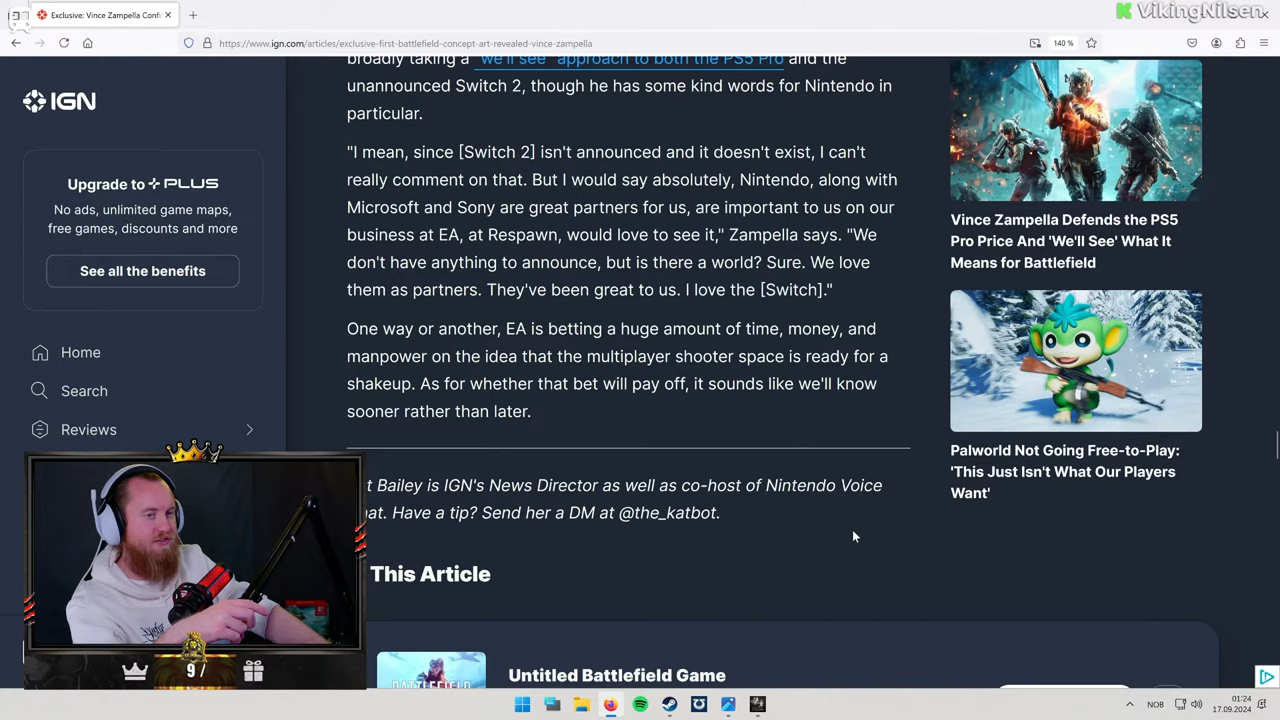 Exclusive: Vince Zampella Confi
VikingNilsen
https://www.ign.com/articles/exclusive-first-battlefield-concept-art-revealed-vince-zampella
140 %
IGN
Upgrade to PLUS
No ads, unlimited game maps,
free games, discounts and more
See all the benefits
Home
Search
Reviews
broadly taking a "we'll see" approach to both the PS5 Pro and the
unannounced Switch 2, though he has some kind words for Nintendo in
particular.
"I mean, since [Switch 2] isn't announced and it doesn't exist, I can't
really comment on that. But I would say absolutely, Nintendo, along with
Microsoft and Sony are great partners for us, are important to us on our
business at EA, at Respawn, would love to see it," Zampella says. "We
don't have anything to announce, but is there a world? Sure. We love
them as partners. They've been great to us. I love the [Switch]."
One way or another, EA is betting a huge amount of time, money, and
manpower on the idea that the multiplayer shooter space is ready for a
shakeup. As for whether that bet will pay off, it sounds like we'll know
sooner rather than later.
t Bailey is IGN's News Director as well as co-host of Nintendo Voice
hat. Have a tip? Send her a DM at @the_katbot.
This Article
Untitled Battlefield Game
BATTLEFIELD
Vince Zampella Defends the PS5
Pro Price And 'We'll See' What It
Means for Battlefield
Palworld Not Going Free-to-Play:
'This Just Isn't What Our Players
Want'
9 /
NOB
01:24
17.09.2024